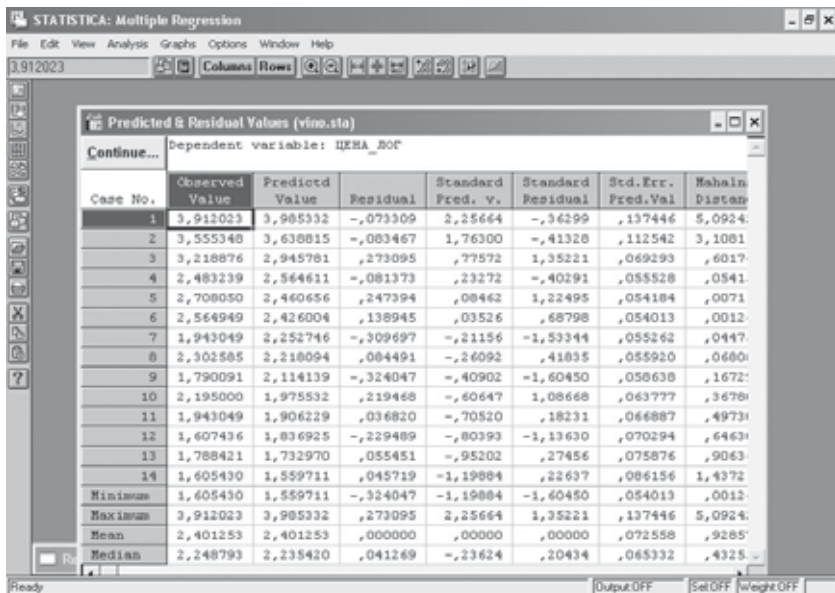 STATISTICA: Multiple Regression
File Edit View Analysis Graphs Options Window Help
3,912023 Columns Rows
Predicted & Residual Values (vino.sta)
Continue... Dependent variable: ЦЕНА_ЛОГ
Case No. Observed Value Predictd Value Residual Standard Pred. v. Standard Residual Std.Err. Pred.Val Mahaln Distan
1 3,912023 3,985332 -,073309 2,25664 -,36299 ,137446 5,0924
2 3,555348 3,638815 -,083467 1,76300 -,41328 ,112542 3,1081
3 3,218876 2,945781 ,273095 ,77572 1,35221 ,069293 ,6017
4 2,483239 2,564611 -,081373 ,23272 -,40291 ,055528 ,0541
5 2,708050 2,460656 ,247394 ,08462 1,22495 ,054184 ,0071
6 2,564949 2,426004 ,138945 ,03526 ,68798 ,054013 ,0012
7 1,943049 2,252746 -,309697 -,21156 -1,53344 ,055262 ,0447
8 2,302585 2,218094 ,084491 -,26092 ,41835 ,055920 ,0680
9 1,790091 2,114139 -,324047 -,40902 -1,60450 ,058638 ,1672
10 2,195000 1,975532 ,219468 -,60647 1,08668 ,063777 ,3678
11 1,943049 1,906229 ,036820 -,70520 ,18231 ,066887 ,4973
12 1,607436 1,836925 -,229489 -,80393 -1,13630 ,070294 ,6463
13 1,788421 1,732970 ,055451 -,95202 ,27456 ,075876 ,9063
14 1,605430 1,559711 ,045719 -1,19884 ,22637 ,086156 1,4372
Minimum 1,605430 1,559711 -,324047 -1,19884 -1,60450 ,054013 ,0012
Maximum 3,912023 3,985332 ,273095 2,25664 1,35221 ,137446 5,0924
Mean 2,401253 2,401253 ,000000 ,00000 ,00000 ,072558 ,9285
Median 2,248793 2,235420 ,041269 -,23624 ,20434 ,065332 ,4325
Ready Output:OFF Sel:OFF Weight:OFF